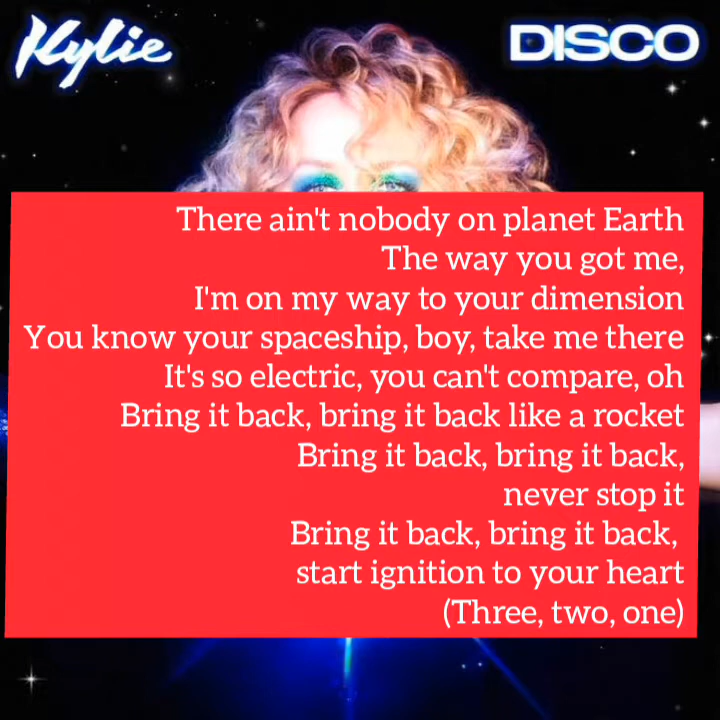 Kylie
DISCO
There ain't nobody on planet Earth
The way you got me,
I'm on my way to your dimension
You know your spaceship, boy, take me there
It's so electric, you can't compare, oh
Bring it back, bring it back like a rocket
Bring it back, bring it back,
never stop it
Bring it back, bring it back,
start ignition to your heart
(Three, two, one)